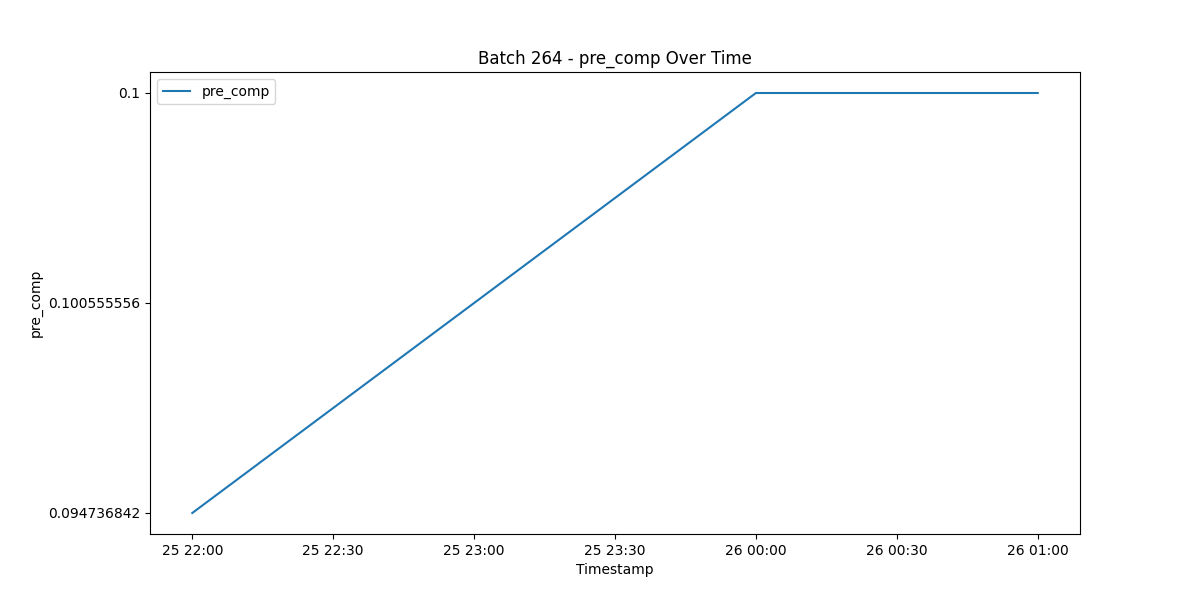 Batch 264 - pre_comp Over Time
pre_comp
0.1
0.100555556
0.094736842
pre_comp
25 22:00
25 22:30
25 23:00
25 23:30
26 00:00
26 00:30
26 01:00
Timestamp